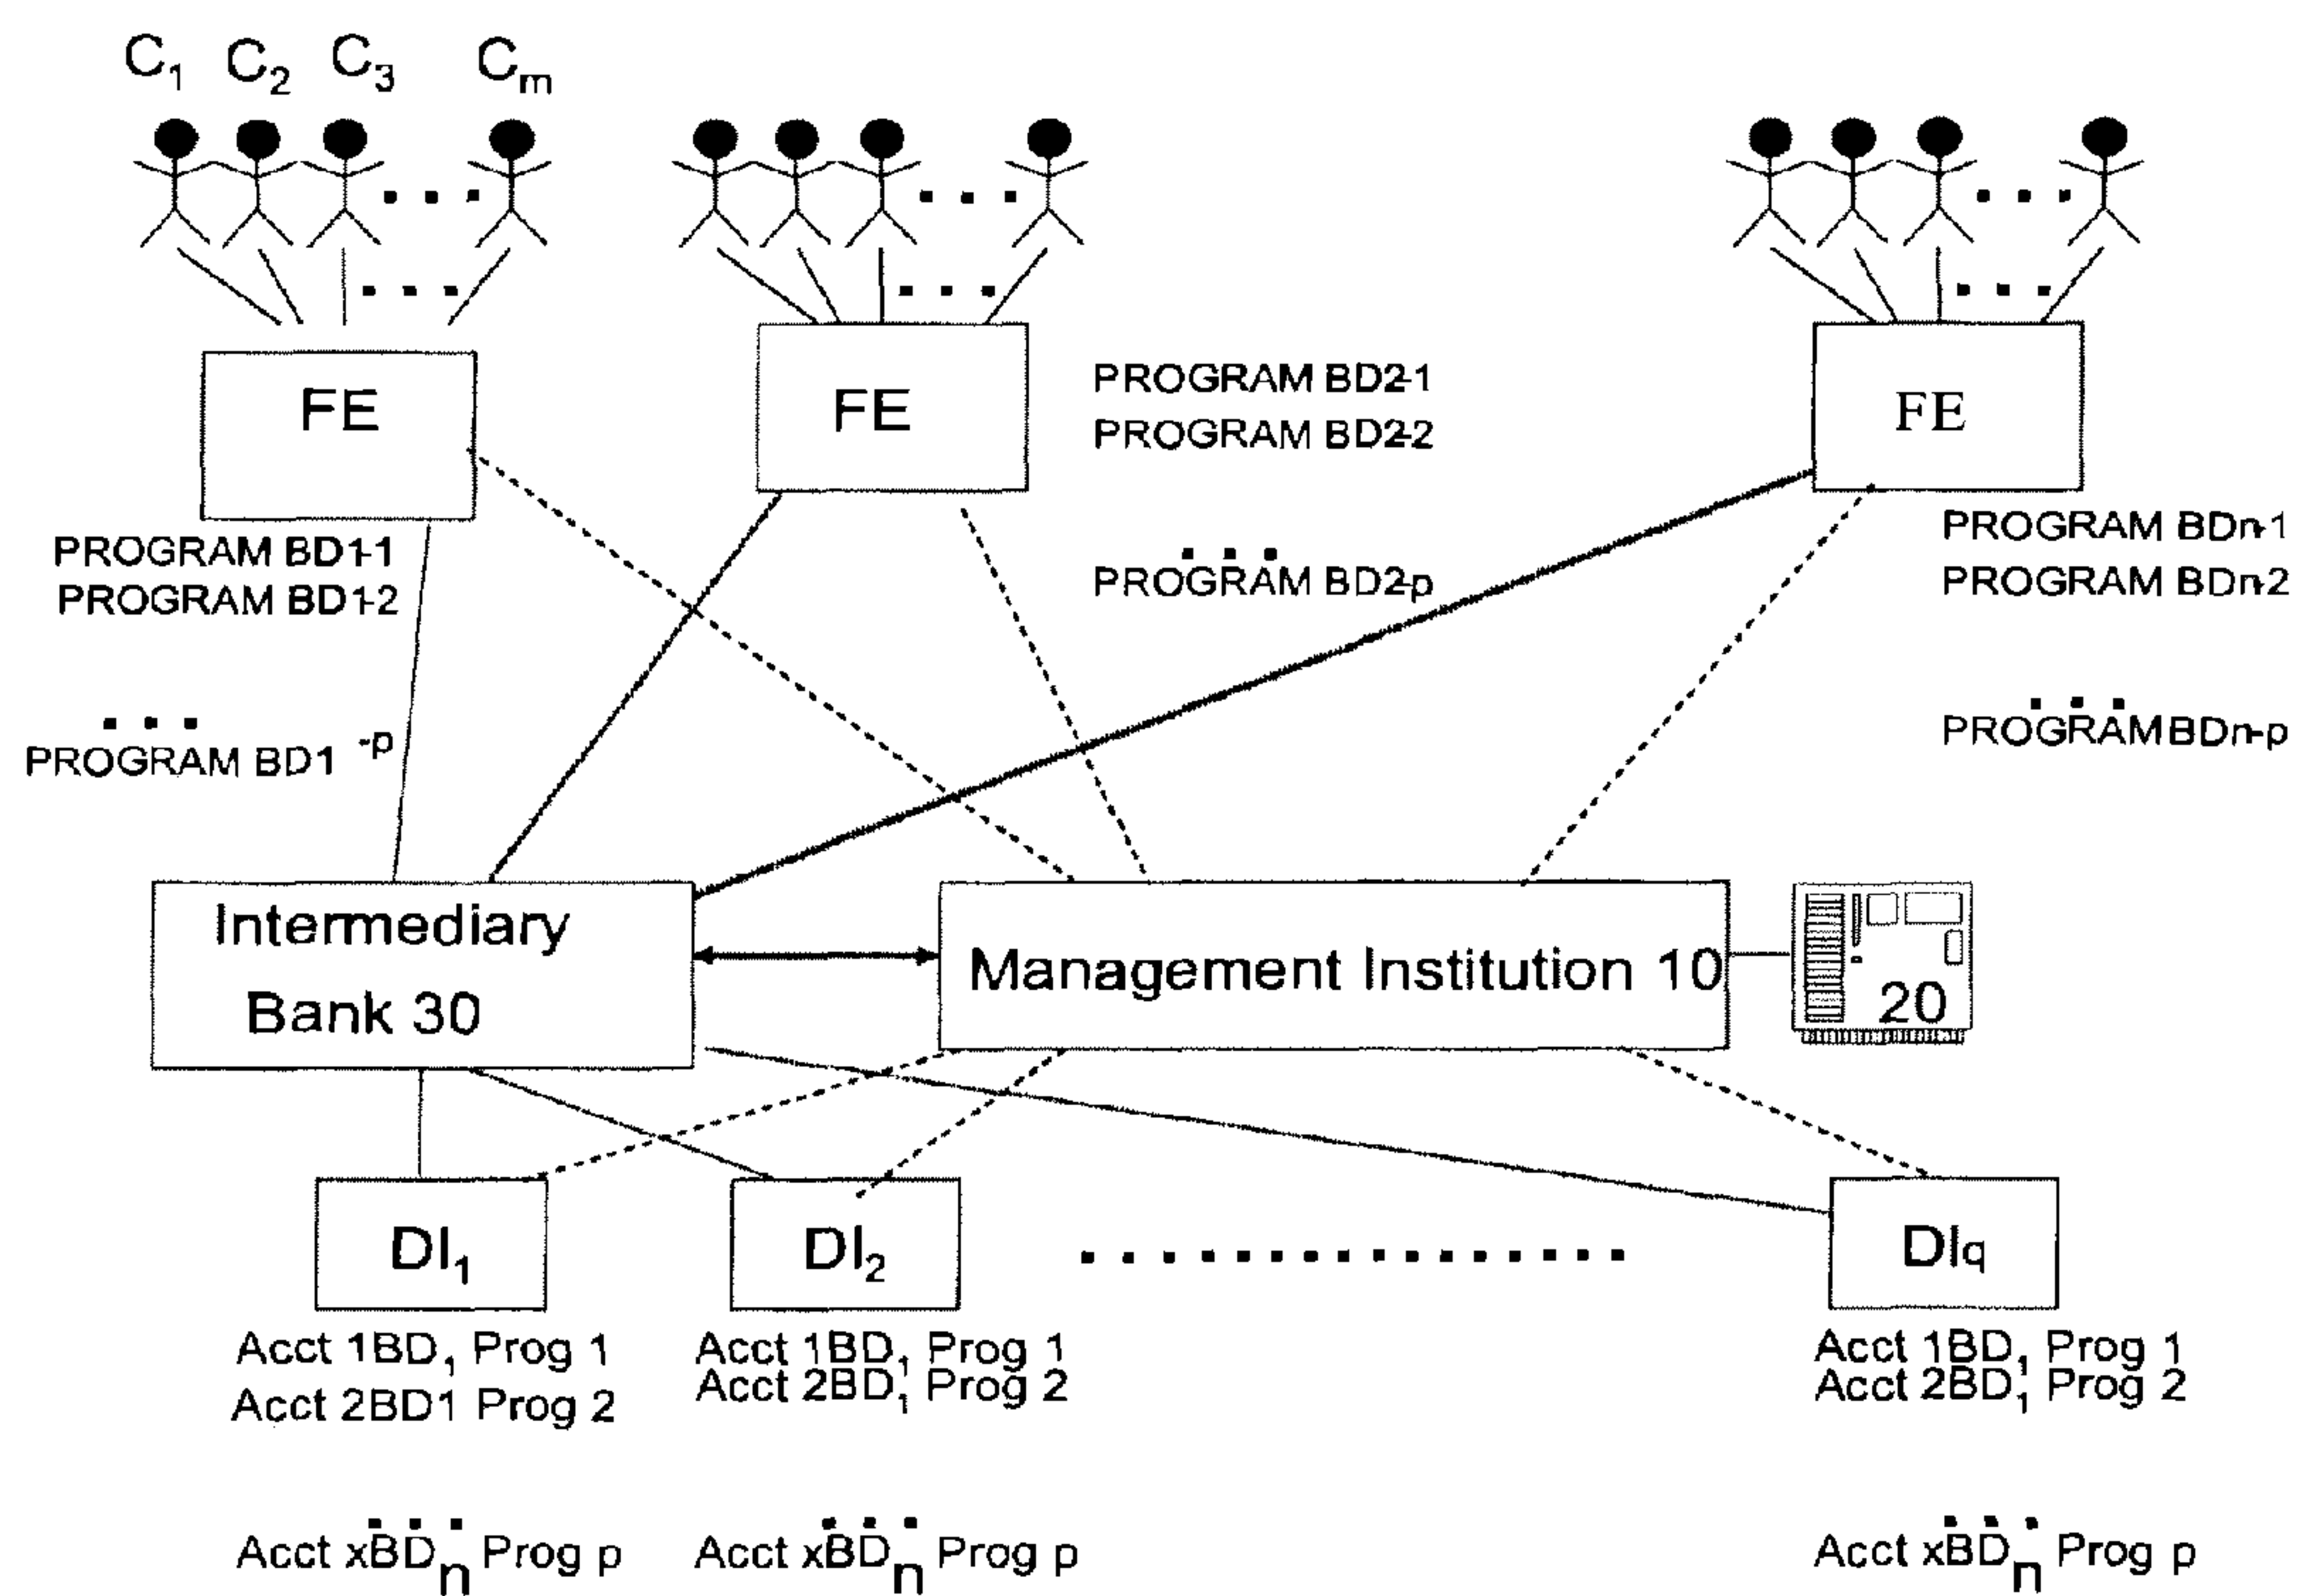 C1 C2 C3 Cm
FE
FE
FE
PROGRAM BD2-1
PROGRAM BD2-2
PROGRAM BD2-p
PROGRAM BD1-1
PROGRAM BD1-2
PROGRAM BD1 -p
PROGRAM BDn-1
PROGRAM BDn-2
PROGRAM BDn-p
Intermediary
Bank 30
Management Institution 10
20
DI1
DI2
DIq
Acct 1BD1 Prog 1
Acct 2BD1 Prog 2
Acct xBDn Prog p
Acct 1BD1 Prog 1
Acct 2BD1 Prog 2
Acct xBDn Prog p
Acct 1BD1 Prog 1
Acct 2BD1 Prog 2
Acct xBDn Prog p